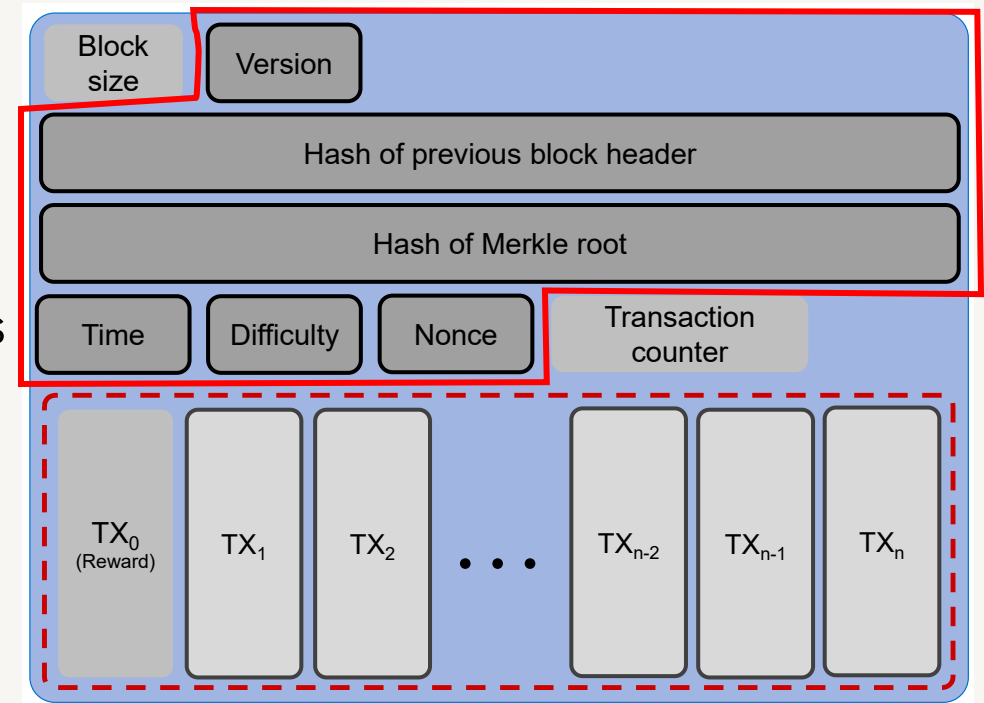 Block
size
Version
Hash of previous block header
Hash of Merkle root
s
Time
Difficulty
Nonce
Transaction
counter
TX0
(Reward)
TX1
TX2
. . .
TXn-2
TXn-1
TXn